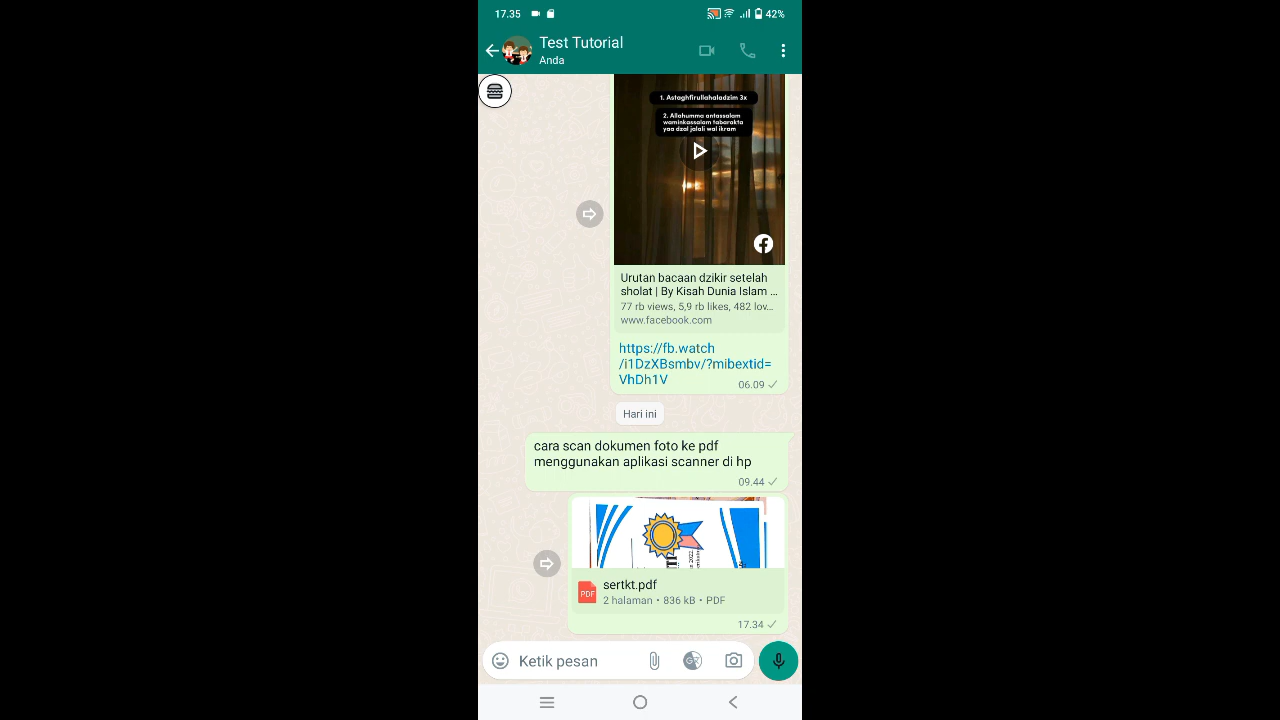 17.35
42%
Test Tutorial
Anda
1. Astaghfirullahaladzim 3x
2. Allohumma antassalam
waminkassalam tabarakta
yaa dzal jalali wal ikram
Urutan bacaan dzikir setelah
sholat | By Kisah Dunia Islam ...
77 rb views, 5,9 rb likes, 482 lov...
www.facebook.com
https://fb.watch
/i1DzXBsmbv/?mibextid=
VhDh1V
06.09
Hari ini
cara scan dokumen foto ke pdf
menggunakan aplikasi scanner di hp
09.44
sertkt.pdf
PDF
2 halaman • 836 kB • PDF
17.34
Ketik pesan